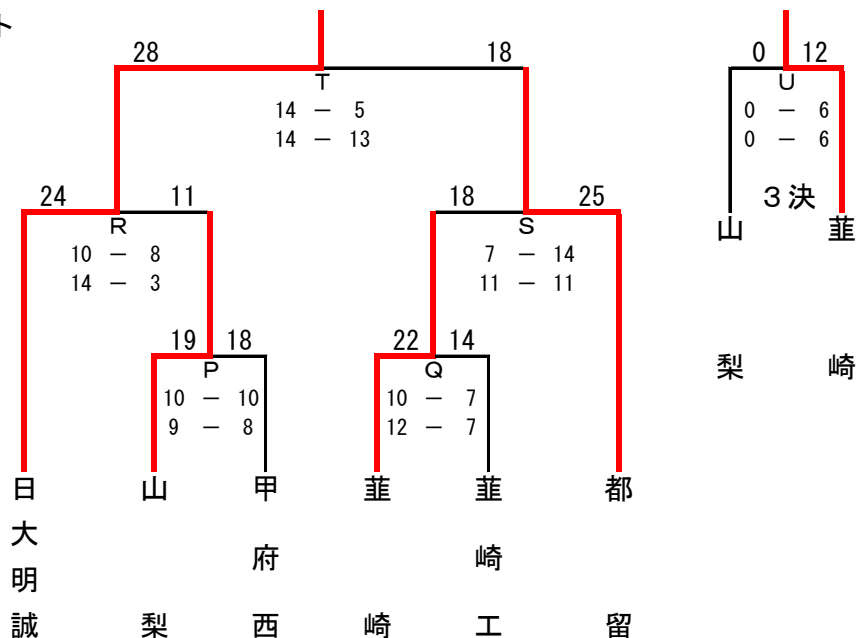 ト
28 18 0 12
T U
14 － 5 0 － 6
14 － 13 0 － 6
24 11 18 25 3決
R S 山 韮
10 － 8 7 － 14
14 － 3 11 － 11
19 18 22 14
P Q 梨 崎
10 － 10 10 － 7
9 － 8 12 － 7
日大明誠 山梨 甲府西 韮崎 韮崎工 都留